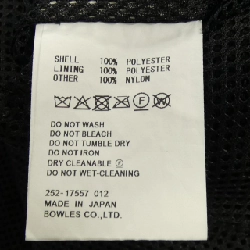 SHELL 100% POLYESTER
LINING 100% POLYESTER
OTHER 100% NYLON
DO NOT WASH
DO NOT BLEACH
DO NOT TUMBLE DRY
DO NOT IRON
DRY CLEANABLE Ⓕ
DO NOT WET-CLEANING
252-17557 012
MADE IN JAPAN
BOWLES CO.,LTD.